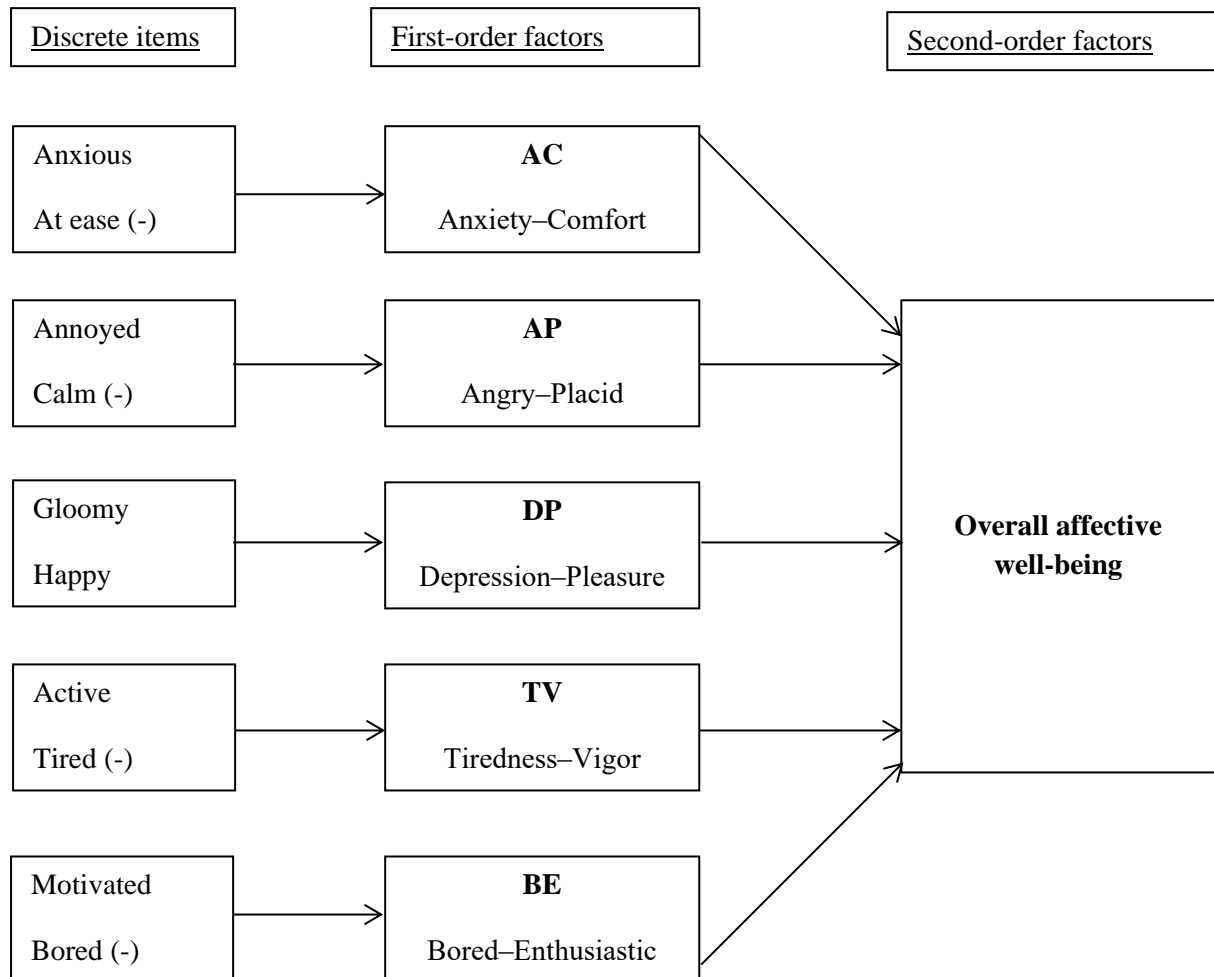 Discrete items
First-order factors
Second-order factors
Anxious
At ease (-)
AC
Anxiety–Comfort
Annoyed
Calm (-)
AP
Angry–Placid
Gloomy
Happy
DP
Depression–Pleasure
Overall affective
well-being
Active
Tired (-)
TV
Tiredness–Vigor
Motivated
Bored (-)
BE
Bored–Enthusiastic